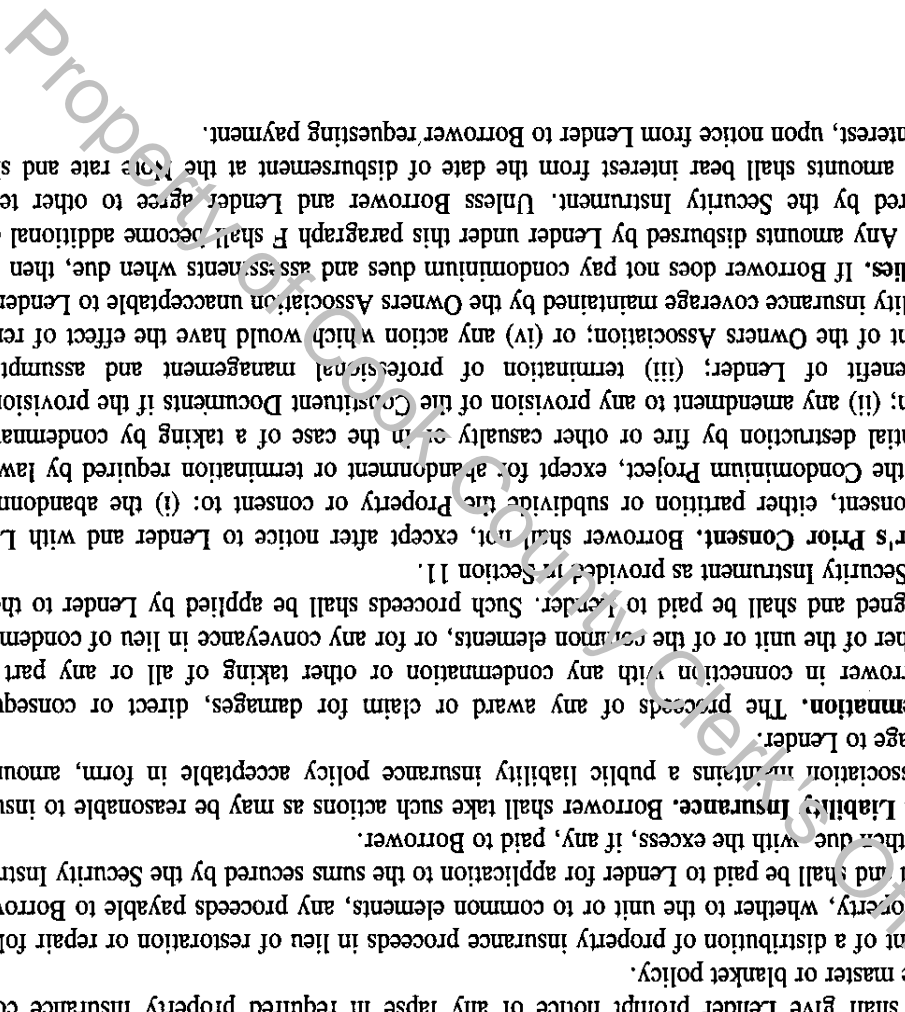 shall give Lender prompt notice of any lapse in required property insurance co
e master or blanket policy.
nt of a distribution of property insurance proceeds in lieu of restoration or repair fol
operty, whether to the unit or to common elements, any proceeds payable to Borrow
d and shall be paid to Lender for application to the sums secured by the Security Instr
then due, with the excess, if any, paid to Borrower.
Liability Insurance. Borrower shall take such actions as may be reasonable to insu
ssociation maintains a public liability insurance policy acceptable in form, amoun
age to Lender.
emnation. The proceeds of any award or claim for damages, direct or conseque
rrower in connection with any condemnation or other taking of all or any part
her of the unit or of the common elements, or for any conveyance in lieu of condem
gned and shall be paid to Lender. Such proceeds shall be applied by Lender to the
Security Instrument as provided in Section 11.
r's Prior Consent. Borrower shall not, except after notice to Lender and with L
onsent, either partition or subdivide the Property or consent to: (i) the abandonm
the Condominium Project, except for abandonment or termination required by law
ntial destruction by fire or other casualty or in the case of a taking by condemna
n; (ii) any amendment to any provision of the Constituent Documents if the provision
enefit of Lender; (iii) termination of professional management and assumpt
nt of the Owners Association; or (iv) any action which would have the effect of ren
lity insurance coverage maintained by the Owners Association unacceptable to Lender
dies. If Borrower does not pay condominium dues and assessments when due, then
Any amounts disbursed by Lender under this paragraph F shall become additional
red by the Security Instrument. Unless Borrower and Lender agree to other te
amounts shall bear interest from the date of disbursement at the Note rate and s
nterest, upon notice from Lender to Borrower requesting payment.
Property of Cook County Clerk's Off